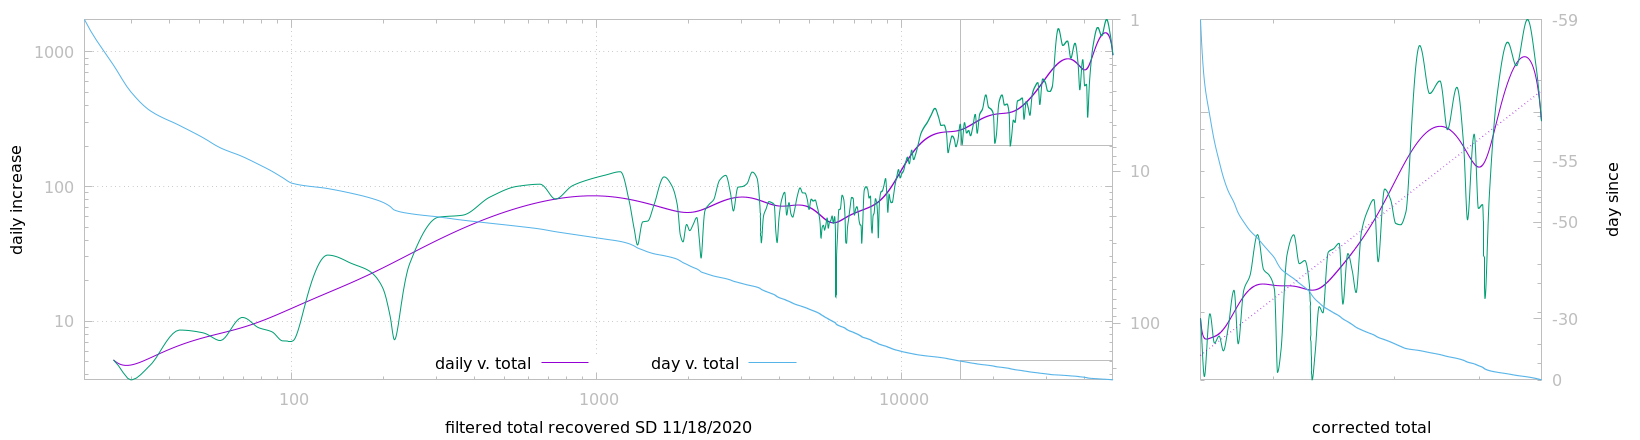 1000
100
10
daily increase
100
1000
10000
filtered total recovered SD 11/18/2020
daily v. total
day v. total
1
10
100
-59
-55
-50
-30
0
day since
corrected total